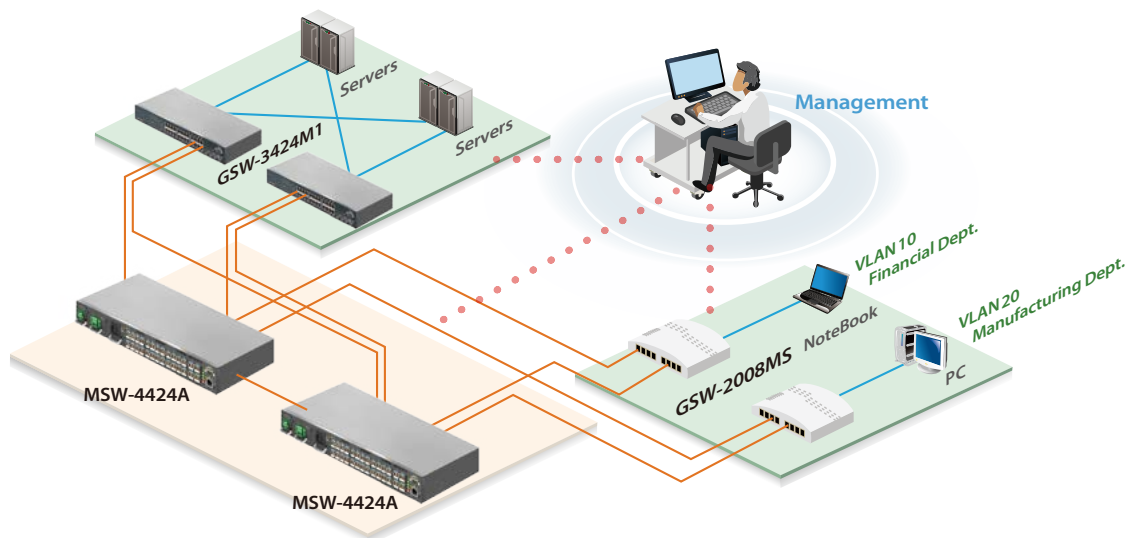 Servers
Servers
GSW-3424M1
Management
VLAN 10
Financial Dept.
VLAN 20
Manufacturing Dept.
NoteBook
GSW-2008MS
PC
MSW-4424A
MSW-4424A